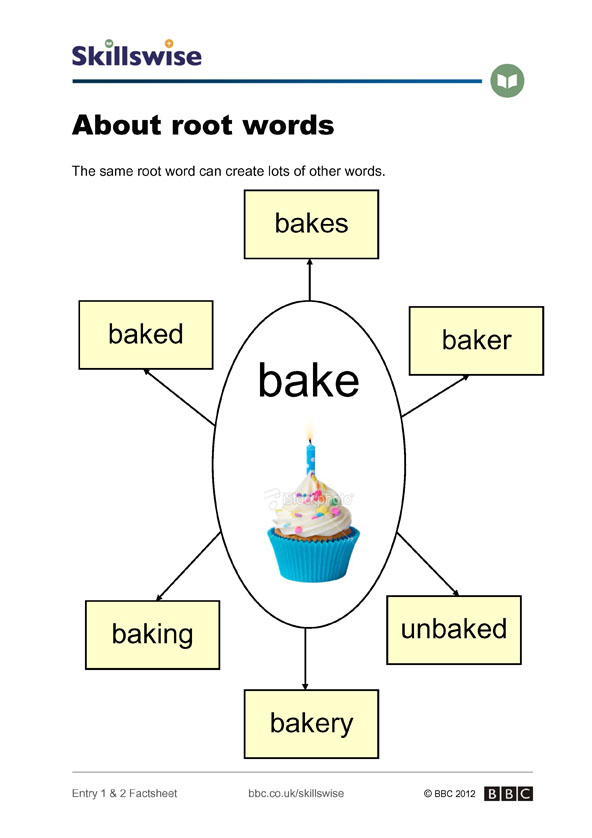 Skillswise
About root words
The same root word can create lots of other words.
bakes
baked
baker
bake
iStockphoto
baking
unbaked
bakery
Entry 1 & 2 Factsheet
bbc.co.uk/skillswise
© BBC 2012 BBC